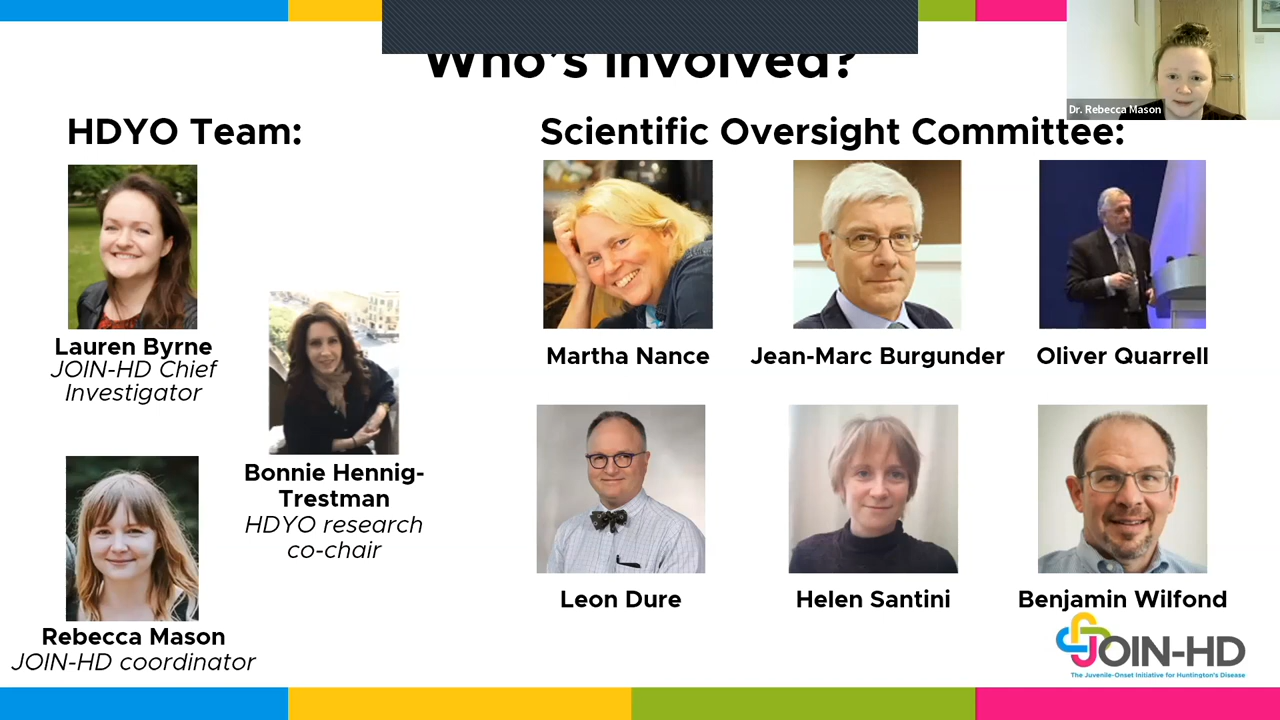 Who's Involved?
Dr. Rebecca Mason
HDYO Team:
Scientific Oversight Committee:
Lauren Byrne
JOIN-HD Chief
Investigator
Bonnie Hennig-
Trestman
HDYO research
co-chair
Rebecca Mason
JOIN-HD coordinator
Martha Nance
Jean-Marc Burgunder
Oliver Quarrell
Leon Dure
Helen Santini
Benjamin Wilfond
JOIN-HD
The Juvenile-Onset Initiative for Huntington's Disease